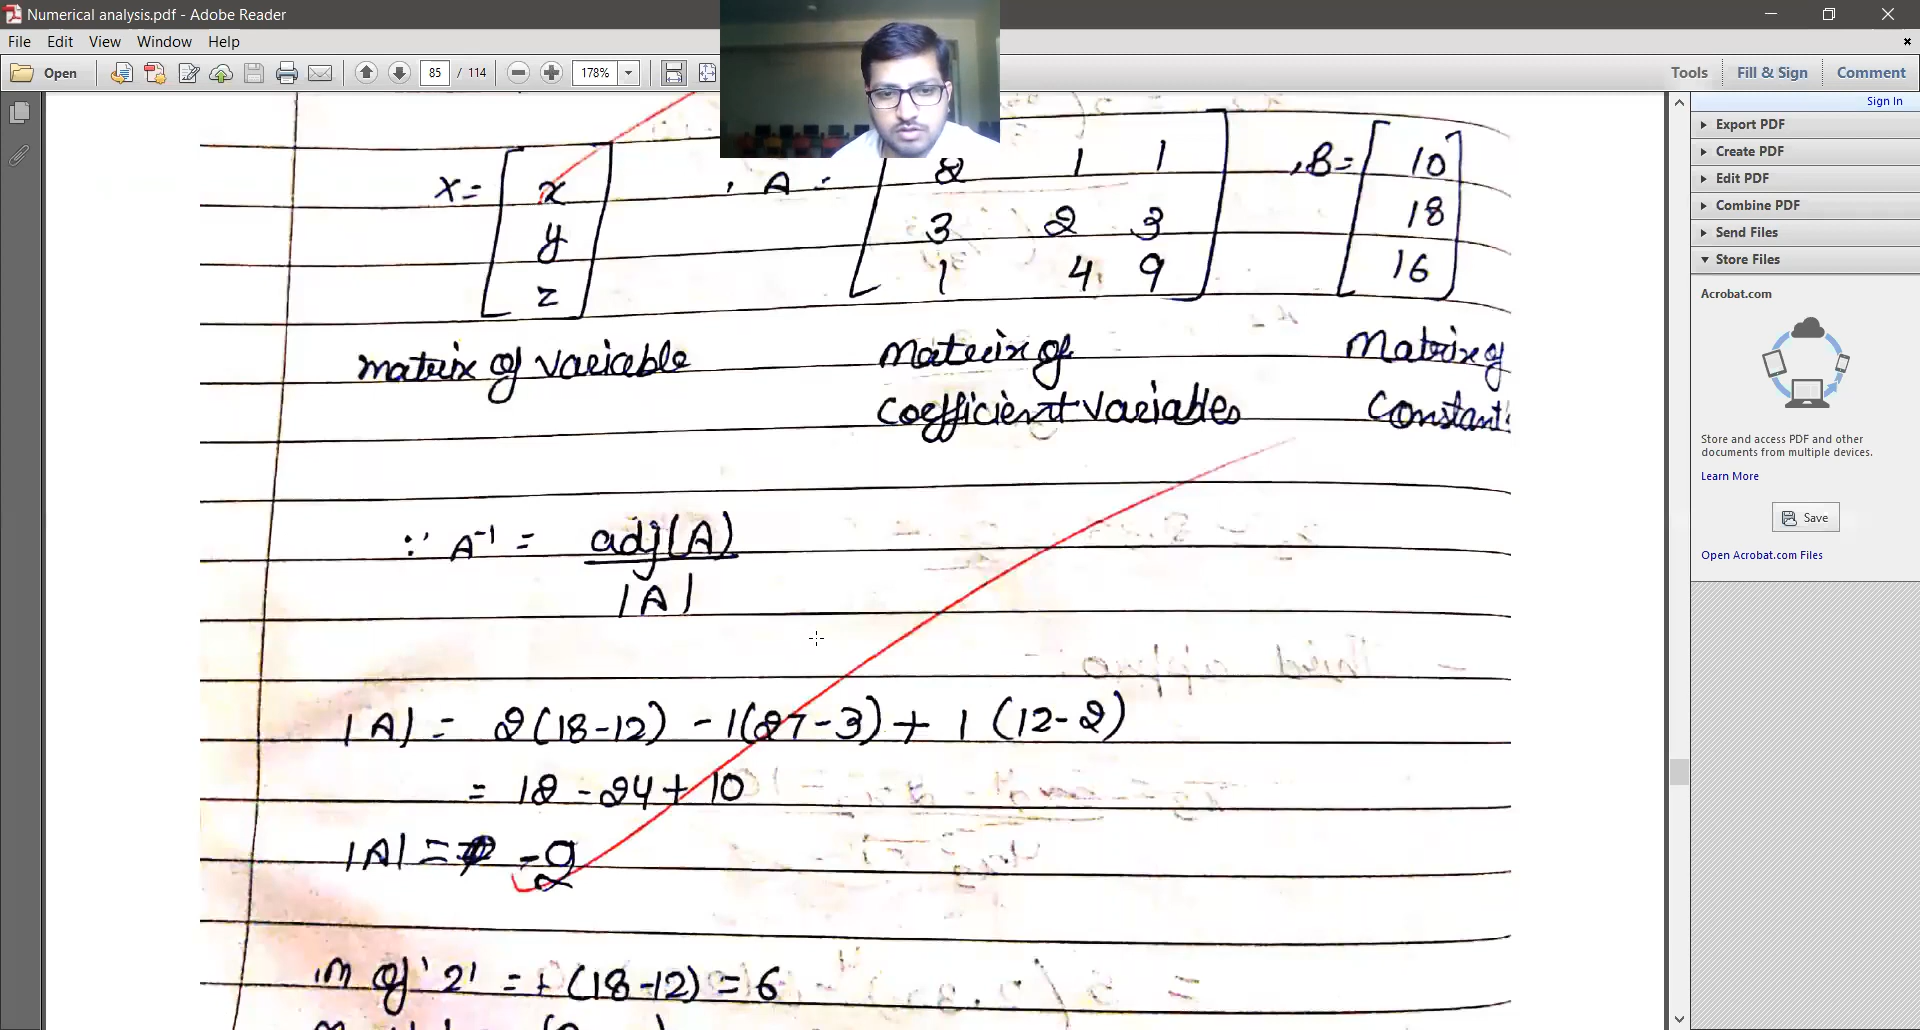 Numerical analysis.pdf - Adobe Reader
File Edit View Window Help
Open 85 / 114 178% Tools Fill & Sign Comment
Sign In
Export PDF
Create PDF
Edit PDF
Combine PDF
Send Files
Store Files
Acrobat.com
Store and access PDF and other
documents from multiple devices.
Learn More
Save
Open Acrobat.com Files
X = [ x , A = [ 2 1 1 , B = [ 10
y 3 2 3 18
z ] 1 4 9 ] 16 ]
matrix of variable Matrix of Matrix of
coefficient variables constant
∵ A⁻¹ = adj(A)
|A|
|A| = 2(18-12) - 1(27-3) + 1 (12-2)
= 12 - 24 + 10
|A| = -2
m of '2' = + (18-12) = 6